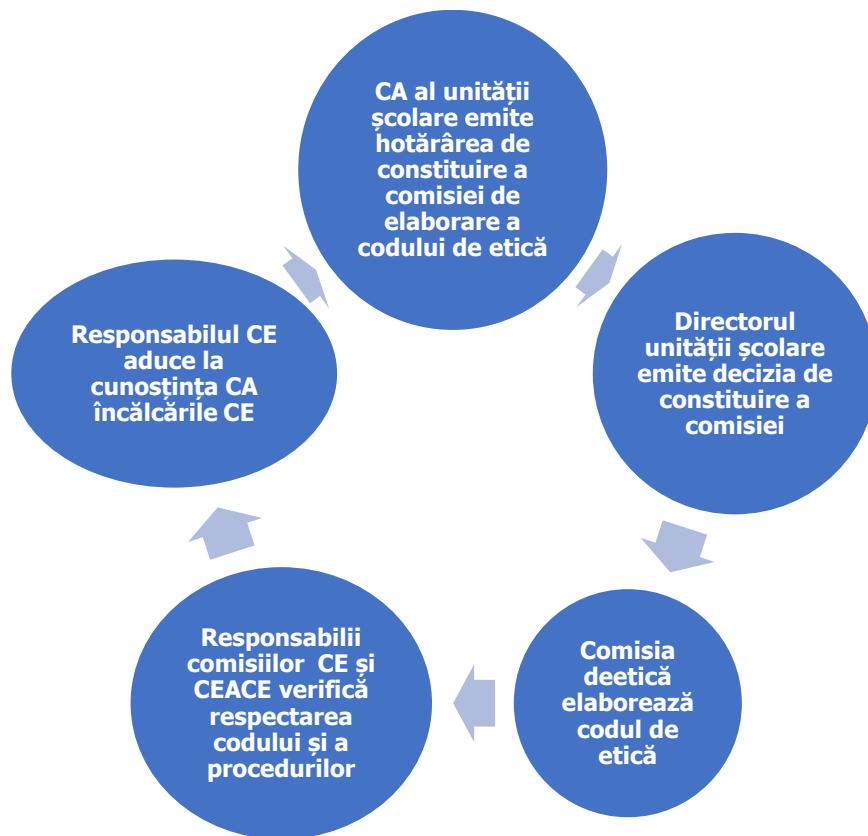 CA al unității
școlare emite
hotărârea de
constituire a
comisiei de
elaborare a
codului de etică
Directorul
unității școlare
emite decizia de
constituire a
comisiei
Comisia
deetică
elaborează
codul de
etică
Responsabilii
comisiilor CE și
CEACE verifică
respectarea
codului și a
procedurilor
Responsabilul CE
aduce la
cunoștința CA
încălcările CE